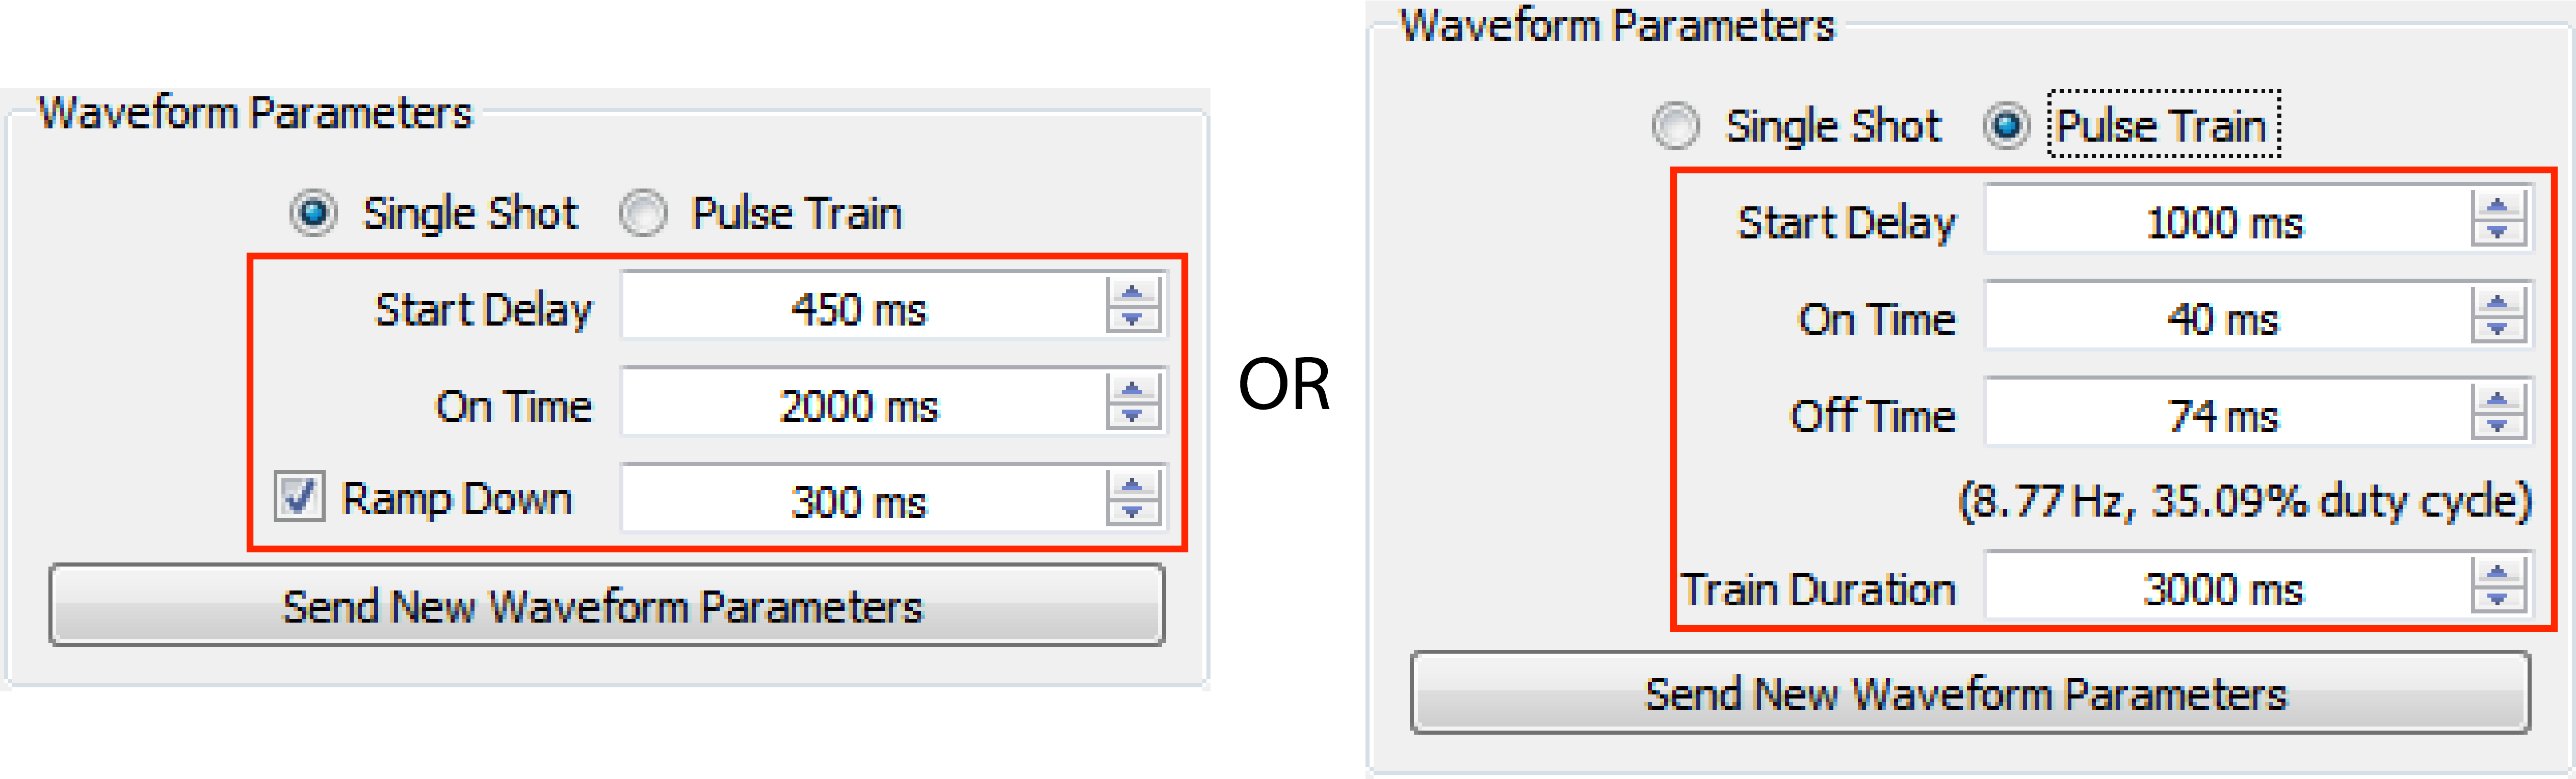 Waveform Parameters
Single Shot Pulse Train
Start Delay 450 ms
On Time 2000 ms
Ramp Down 300 ms
Send New Waveform Parameters
OR
Waveform Parameters
Single Shot Pulse Train
Start Delay 1000 ms
On Time 40 ms
Off Time 74 ms
(8.77 Hz, 35.09% duty cycle)
Train Duration 3000 ms
Send New Waveform Parameters